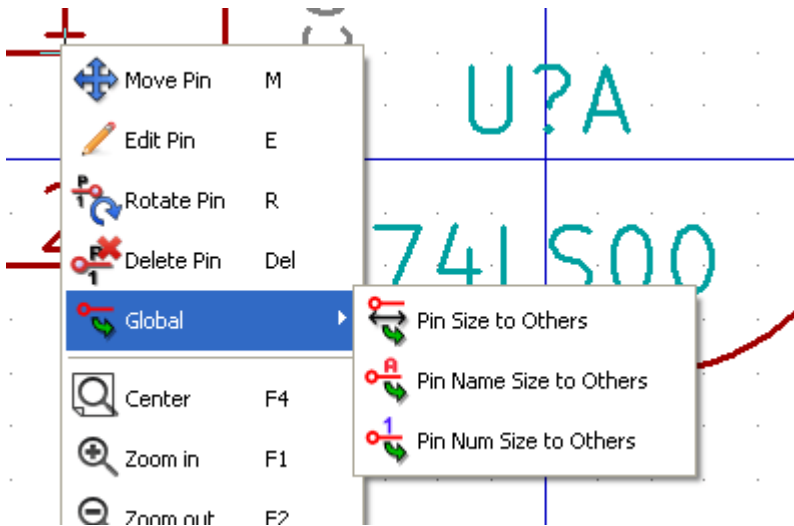 Move Pin M
U?A
Edit Pin E
Rotate Pin R
Delete Pin Del
74LS00
Global
Pin Size to Others
Pin Name Size to Others
Center F4
Pin Num Size to Others
Zoom in F1
Zoom out F2